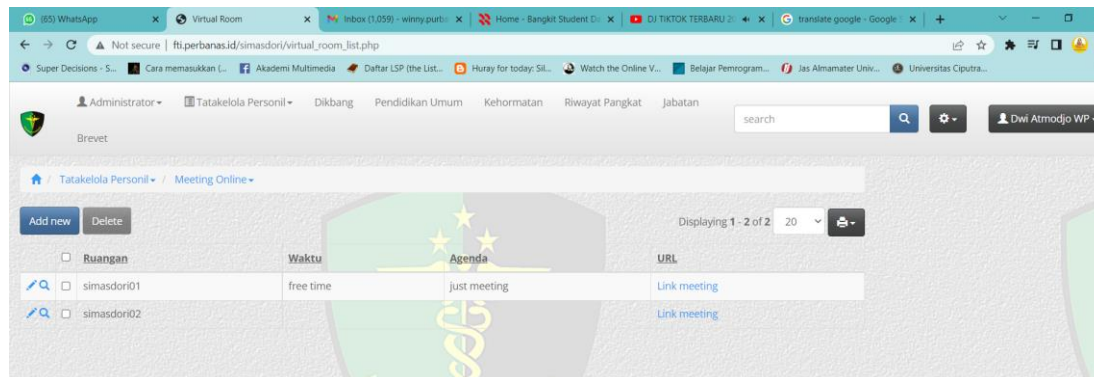 (65) WhatsApp
Virtual Room
Inbox (1,059) - winny.purb
Home - Bangkit Student D
DJ TIKTOK TERBARU 2
translate google - Google
Not secure | fti.perbanas.id/simasdori/virtual_room_list.php
Super Decisions - S...
Cara memasukkan (...
Akademi Multimedia
Daftar LSP (the List...
Huray for today: Sil...
Watch the Online V...
Belajar Pemrogram...
Jas Almamater Univ...
Universitas Ciputra...
Administrator
Tatakelola Personil
Dikbang
Pendidikan Umum
Kehormatan
Riwayat Pangkat
Jabatan
Brevet
search
Dwi Atmodjo WP
/ Tatakelola Personil / Meeting Online
Add new
Delete
Displaying 1 - 2 of 2
20
Ruangan Waktu Agenda URL
simasdori01 free time just meeting Link meeting
simasdori02 Link meeting